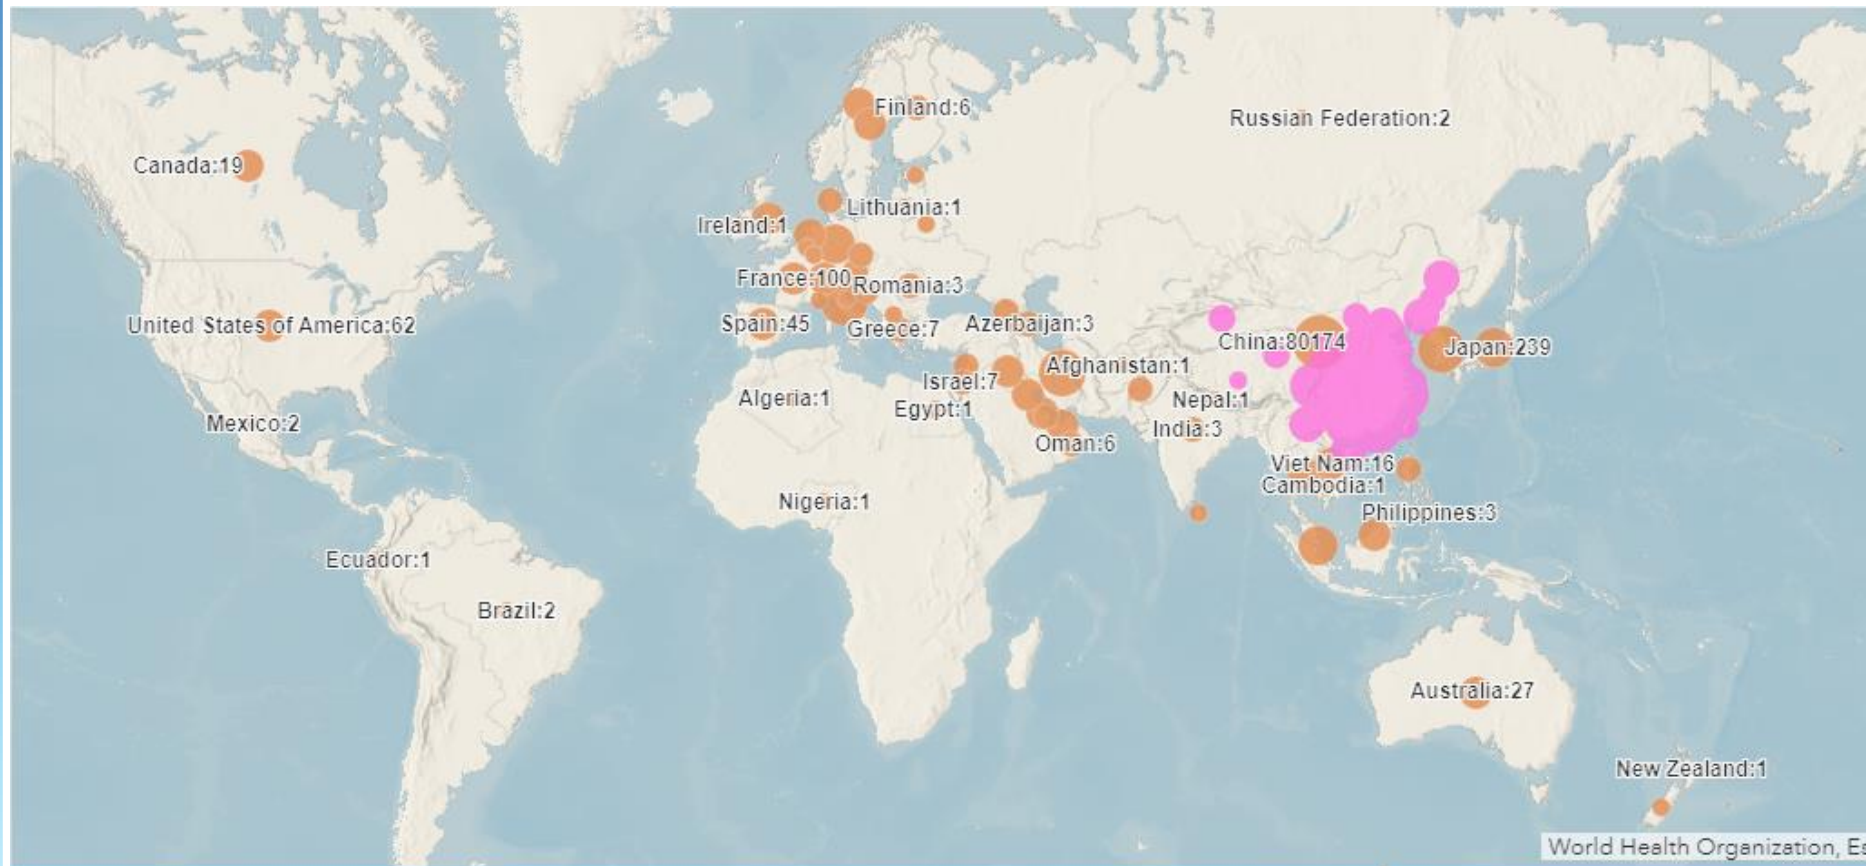 Finland:6
Russian Federation:2
Canada:19
Lithuania:1
Ireland:1
France:100
Romania:3
United States of America:62
Spain:45
Greece:7
Azerbaijan:3
China:80174
Japan:239
Afghanistan:1
Israel:7
Algeria:1
Egypt:1
Nepal:1
Mexico:2
India:3
Oman:6
Viet Nam:16
Cambodia:1
Nigeria:1
Philippines:3
Ecuador:1
Brazil:2
Australia:27
New Zealand:1
World Health Organization, Es